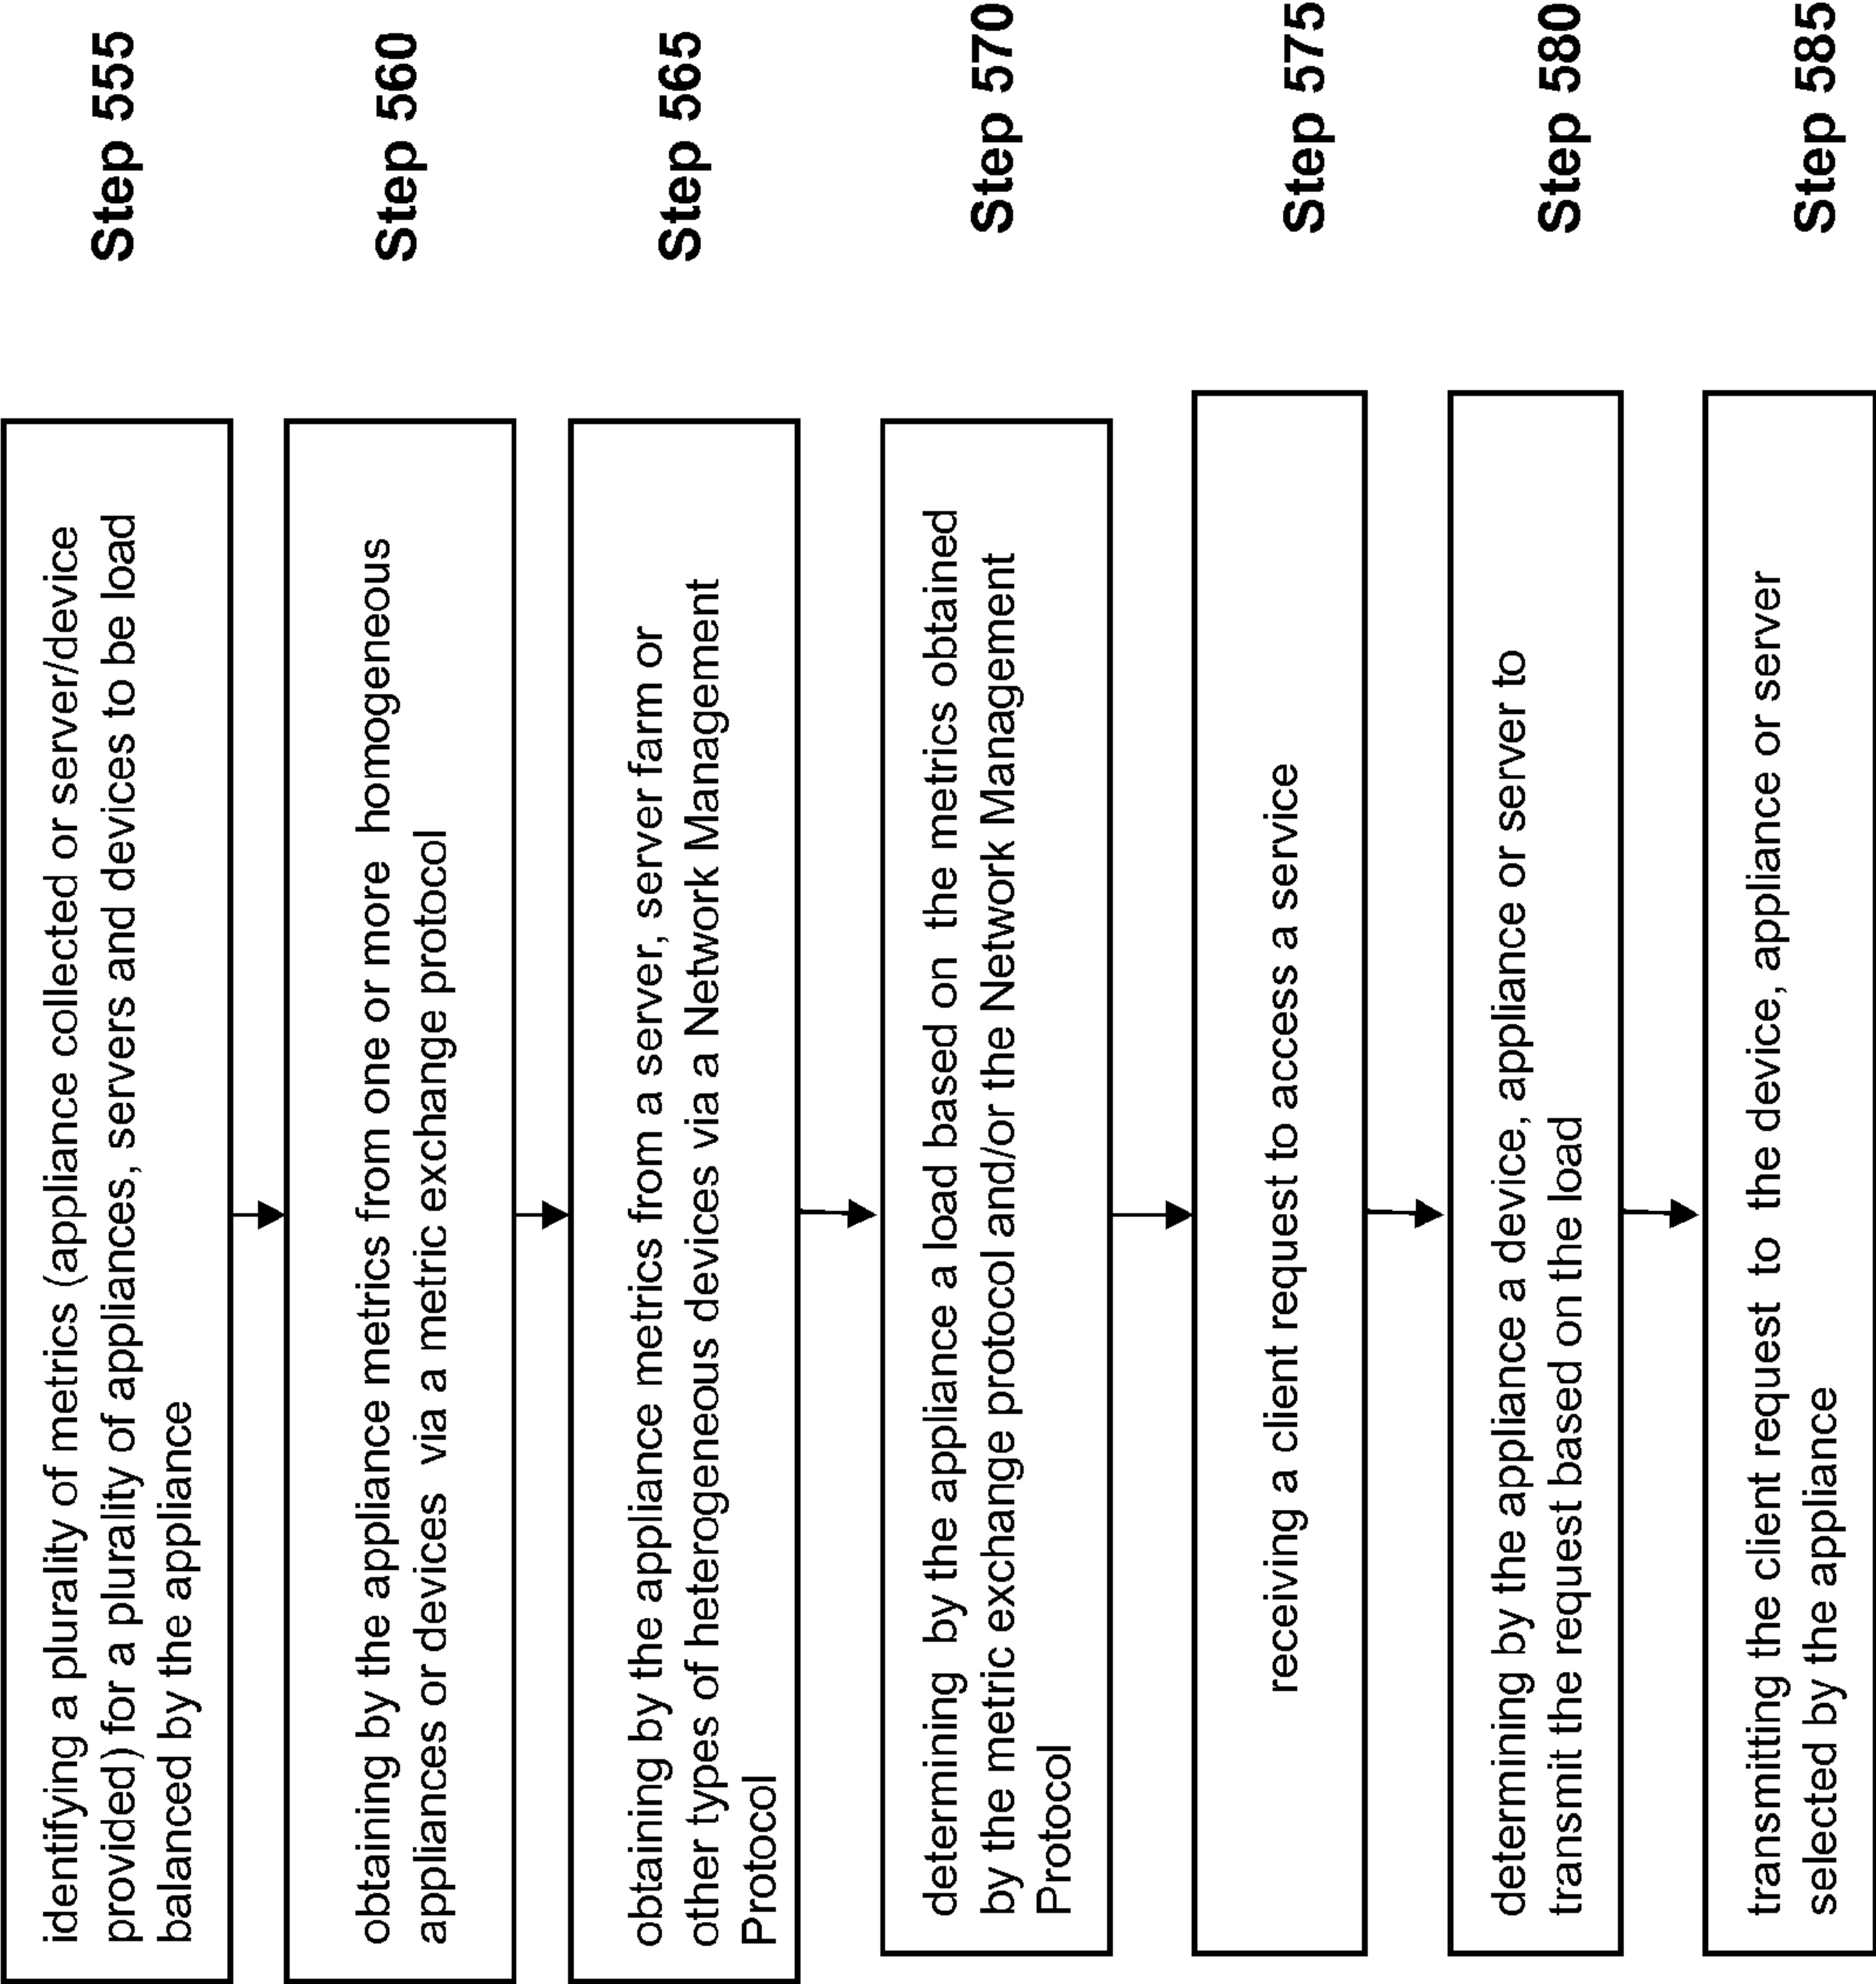 identifying a plurality of metrics (appliance collected or server/device
provided) for a plurality of appliances, servers and devices to be load
balanced by the appliance
Step 555
obtaining by the appliance metrics from one or more homogeneous
appliances or devices via a metric exchange protocol
Step 560
obtaining by the appliance metrics from a server, server farm or
other types of heterogeneous devices via a Network Management
Protocol
Step 565
determining by the appliance a load based on the metrics obtained
by the metric exchange protocol and/or the Network Management
Protocol
Step 570
receiving a client request to access a service
Step 575
determining by the appliance a device, appliance or server to
transmit the request based on the load
Step 580
transmitting the client request to the device, appliance or server
selected by the appliance
Step 585